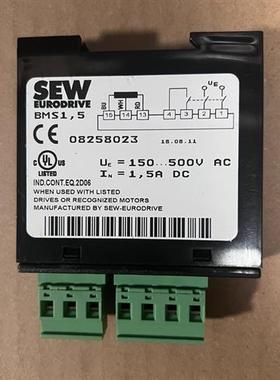 SEW
EURODRIVE
BMS1,5
BU WH RD
15 14 13
UE
4 3 2 1
CE 08258023 18.08.11
C UL US
LISTED
UE = 150...500V AC
IN = 1,5A DC
IND.CONT.EQ.2D06
WHEN USED WITH LISTED
DRIVES OR RECOGNIZED MOTORS
MANUFACTURED BY SEW-EURODRIVE